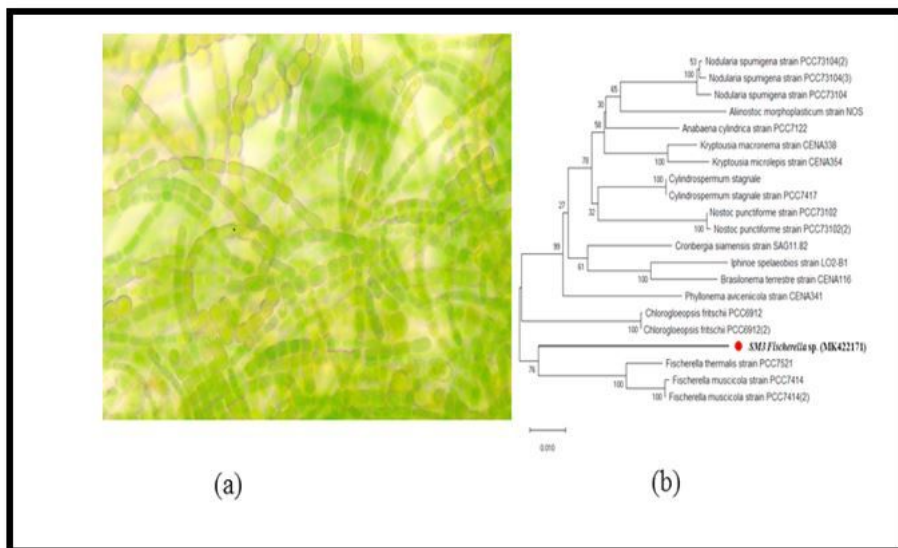 53
Nodularia spumigena strain PCC73104(2)
100
Nodularia spumigena strain PCC73104(3)
65
Nodularia spumigena strain PCC73104
30
Alinostoc morphoplasticum strain NOS
58
Anabaena cylindrica strain PCC7122
Kryptousia macronema strain CENA338
100
Kryptousia microlepis strain CENA354
78
100
Cylindrospermum stagnale
Cylindrospermum stagnale strain PCC7417
27
32
Nostoc punctiforme strain PCC73102
100
Nostoc punctiforme strain PCC73102(2)
99
Cronbergia siamensis strain SAG11.82
61
Iphinoe spelaeobios strain LO2-B1
100
Brasilonema terrestre strain CENA116
Phyllonema avicenicola strain CENA341
Chlorogloeopsis fritschii PCC6912
100
Chlorogloeopsis fritschii PCC6912(2)
SM3 Fischerella sp. (MK422171)
76
Fischerella thermalis strain PCC7521
100
Fischerella muscicola strain PCC7414
100
Fischerella muscicola strain PCC7414(2)
0.010
(a)
(b)